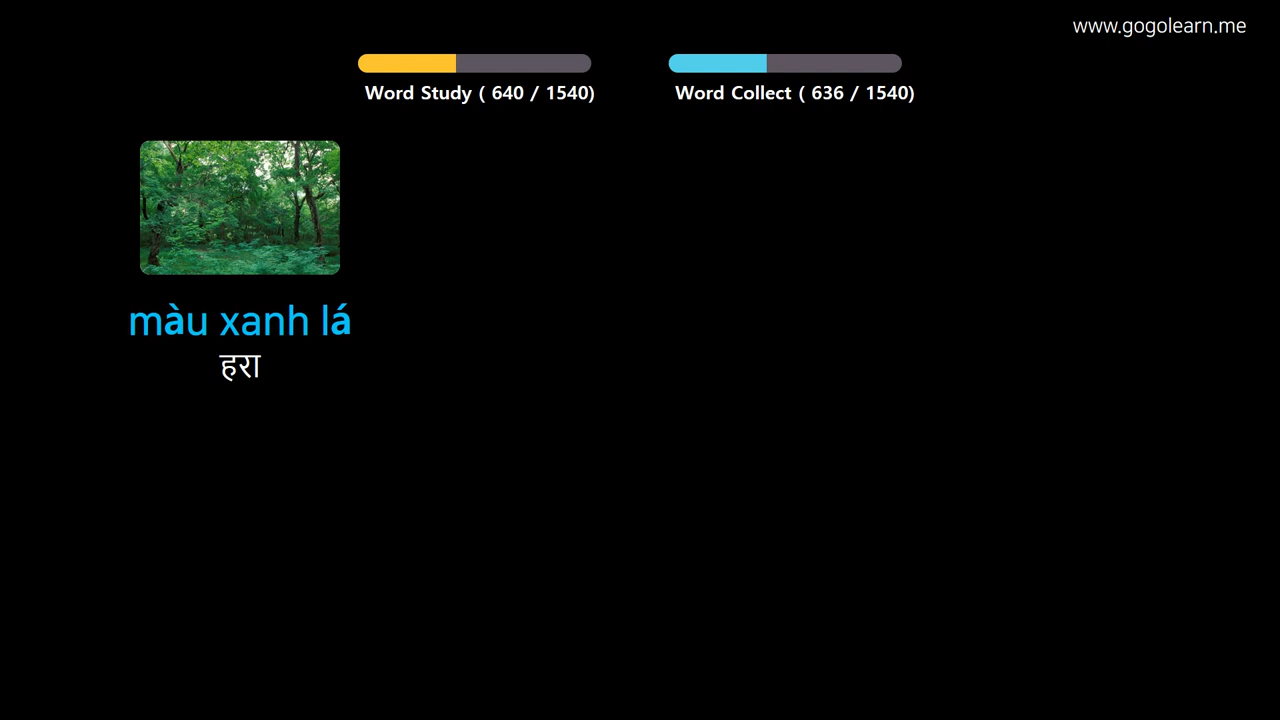 www.gogolearn.me
Word Study ( 640 / 1540)
Word Collect ( 636 / 1540)
màu xanh lá
हरा